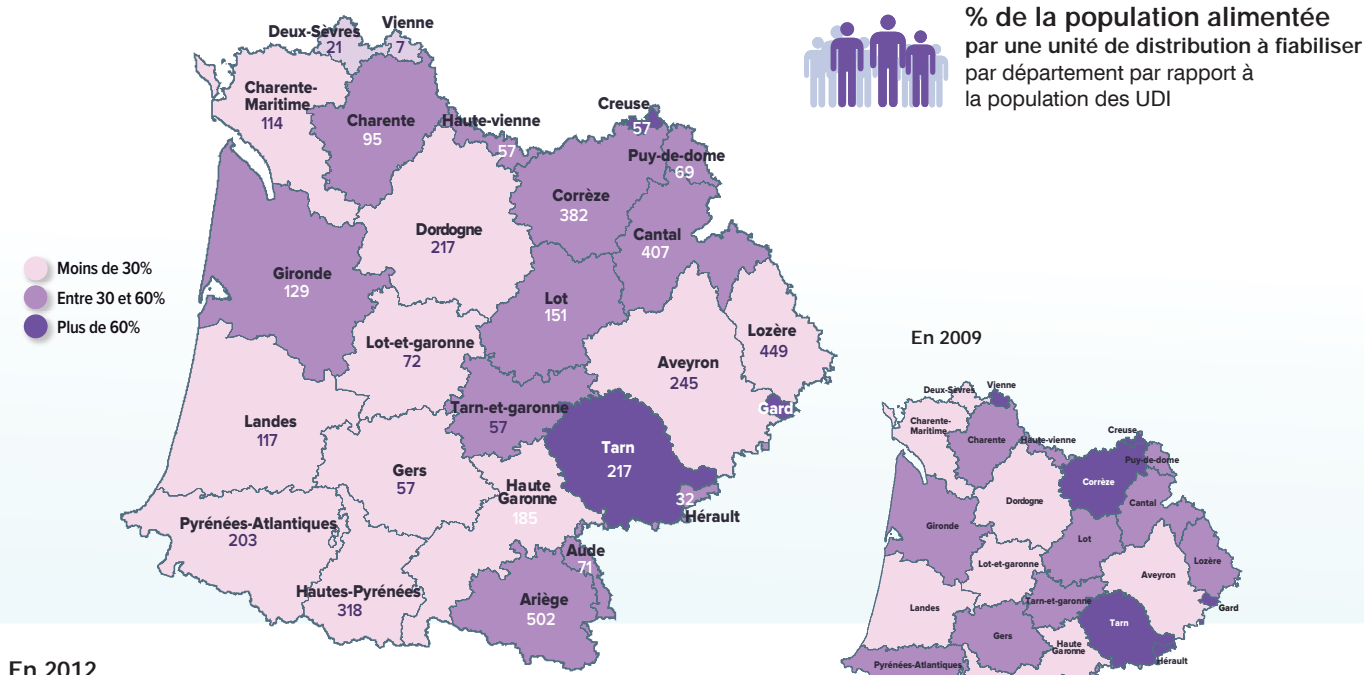 % de la population alimentée
par une unité de distribution à fiabiliser
par département par rapport à
la population des UDI
Moins de 30%
Entre 30 et 60%
Plus de 60%
Deux-Sèvres
21
Vienne
7
Charente-
Maritime
114
Charente
95
Haute-vienne
57
Creuse
57
Puy-de-dome
69
Corrèze
382
Dordogne
217
Cantal
407
Gironde
129
Lot
151
Lozère
449
Lot-et-garonne
72
Aveyron
245
Gard
Tarn-et-garonne
57
Landes
117
Tarn
217
Gers
57
Haute
Garonne
185
32
Hérault
Pyrénées-Atlantiques
203
Aude
71
Hautes-Pyrénées
318
Ariège
502
En 2012
En 2009
Deux-Sèvres
Vienne
Charente-
Maritime
Charente
Haute-vienne
Creuse
Puy-de-dome
Corrèze
Dordogne
Cantal
Gironde
Lot
Lozère
Lot-et-garonne
Aveyron
Tarn-et-garonne
Gard
Landes
Tarn
Gers
Haute
Garonne
Hérault
Pyrénées-Atlantiques